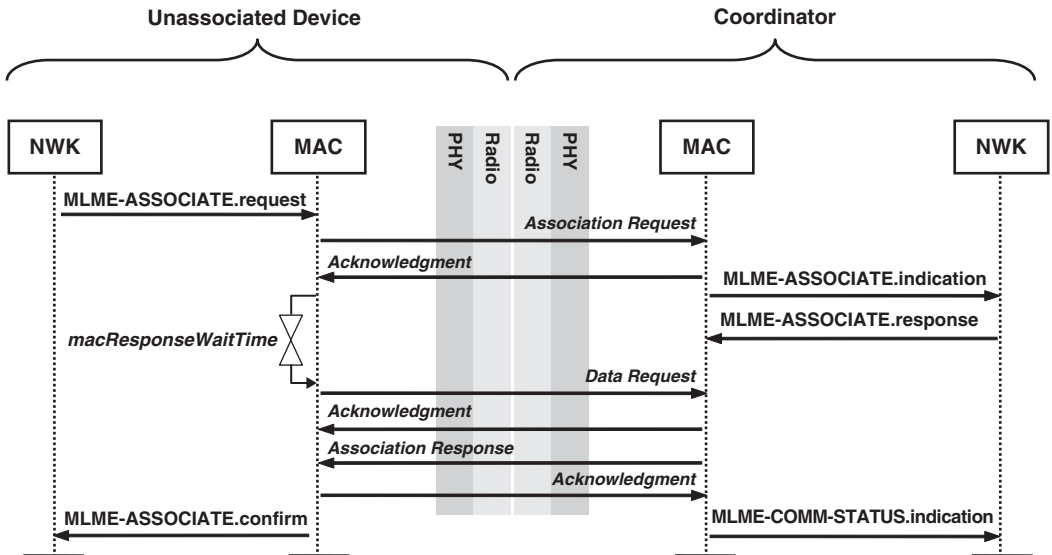 Unassociated Device
Coordinator
NWK
MAC
PHY
Radio
Radio
PHY
MAC
NWK
MLME-ASSOCIATE.request
Association Request
Acknowledgment
MLME-ASSOCIATE.indication
MLME-ASSOCIATE.response
macResponseWaitTime
Data Request
Acknowledgment
Association Response
Acknowledgment
MLME-ASSOCIATE.confirm
MLME-COMM-STATUS.indication